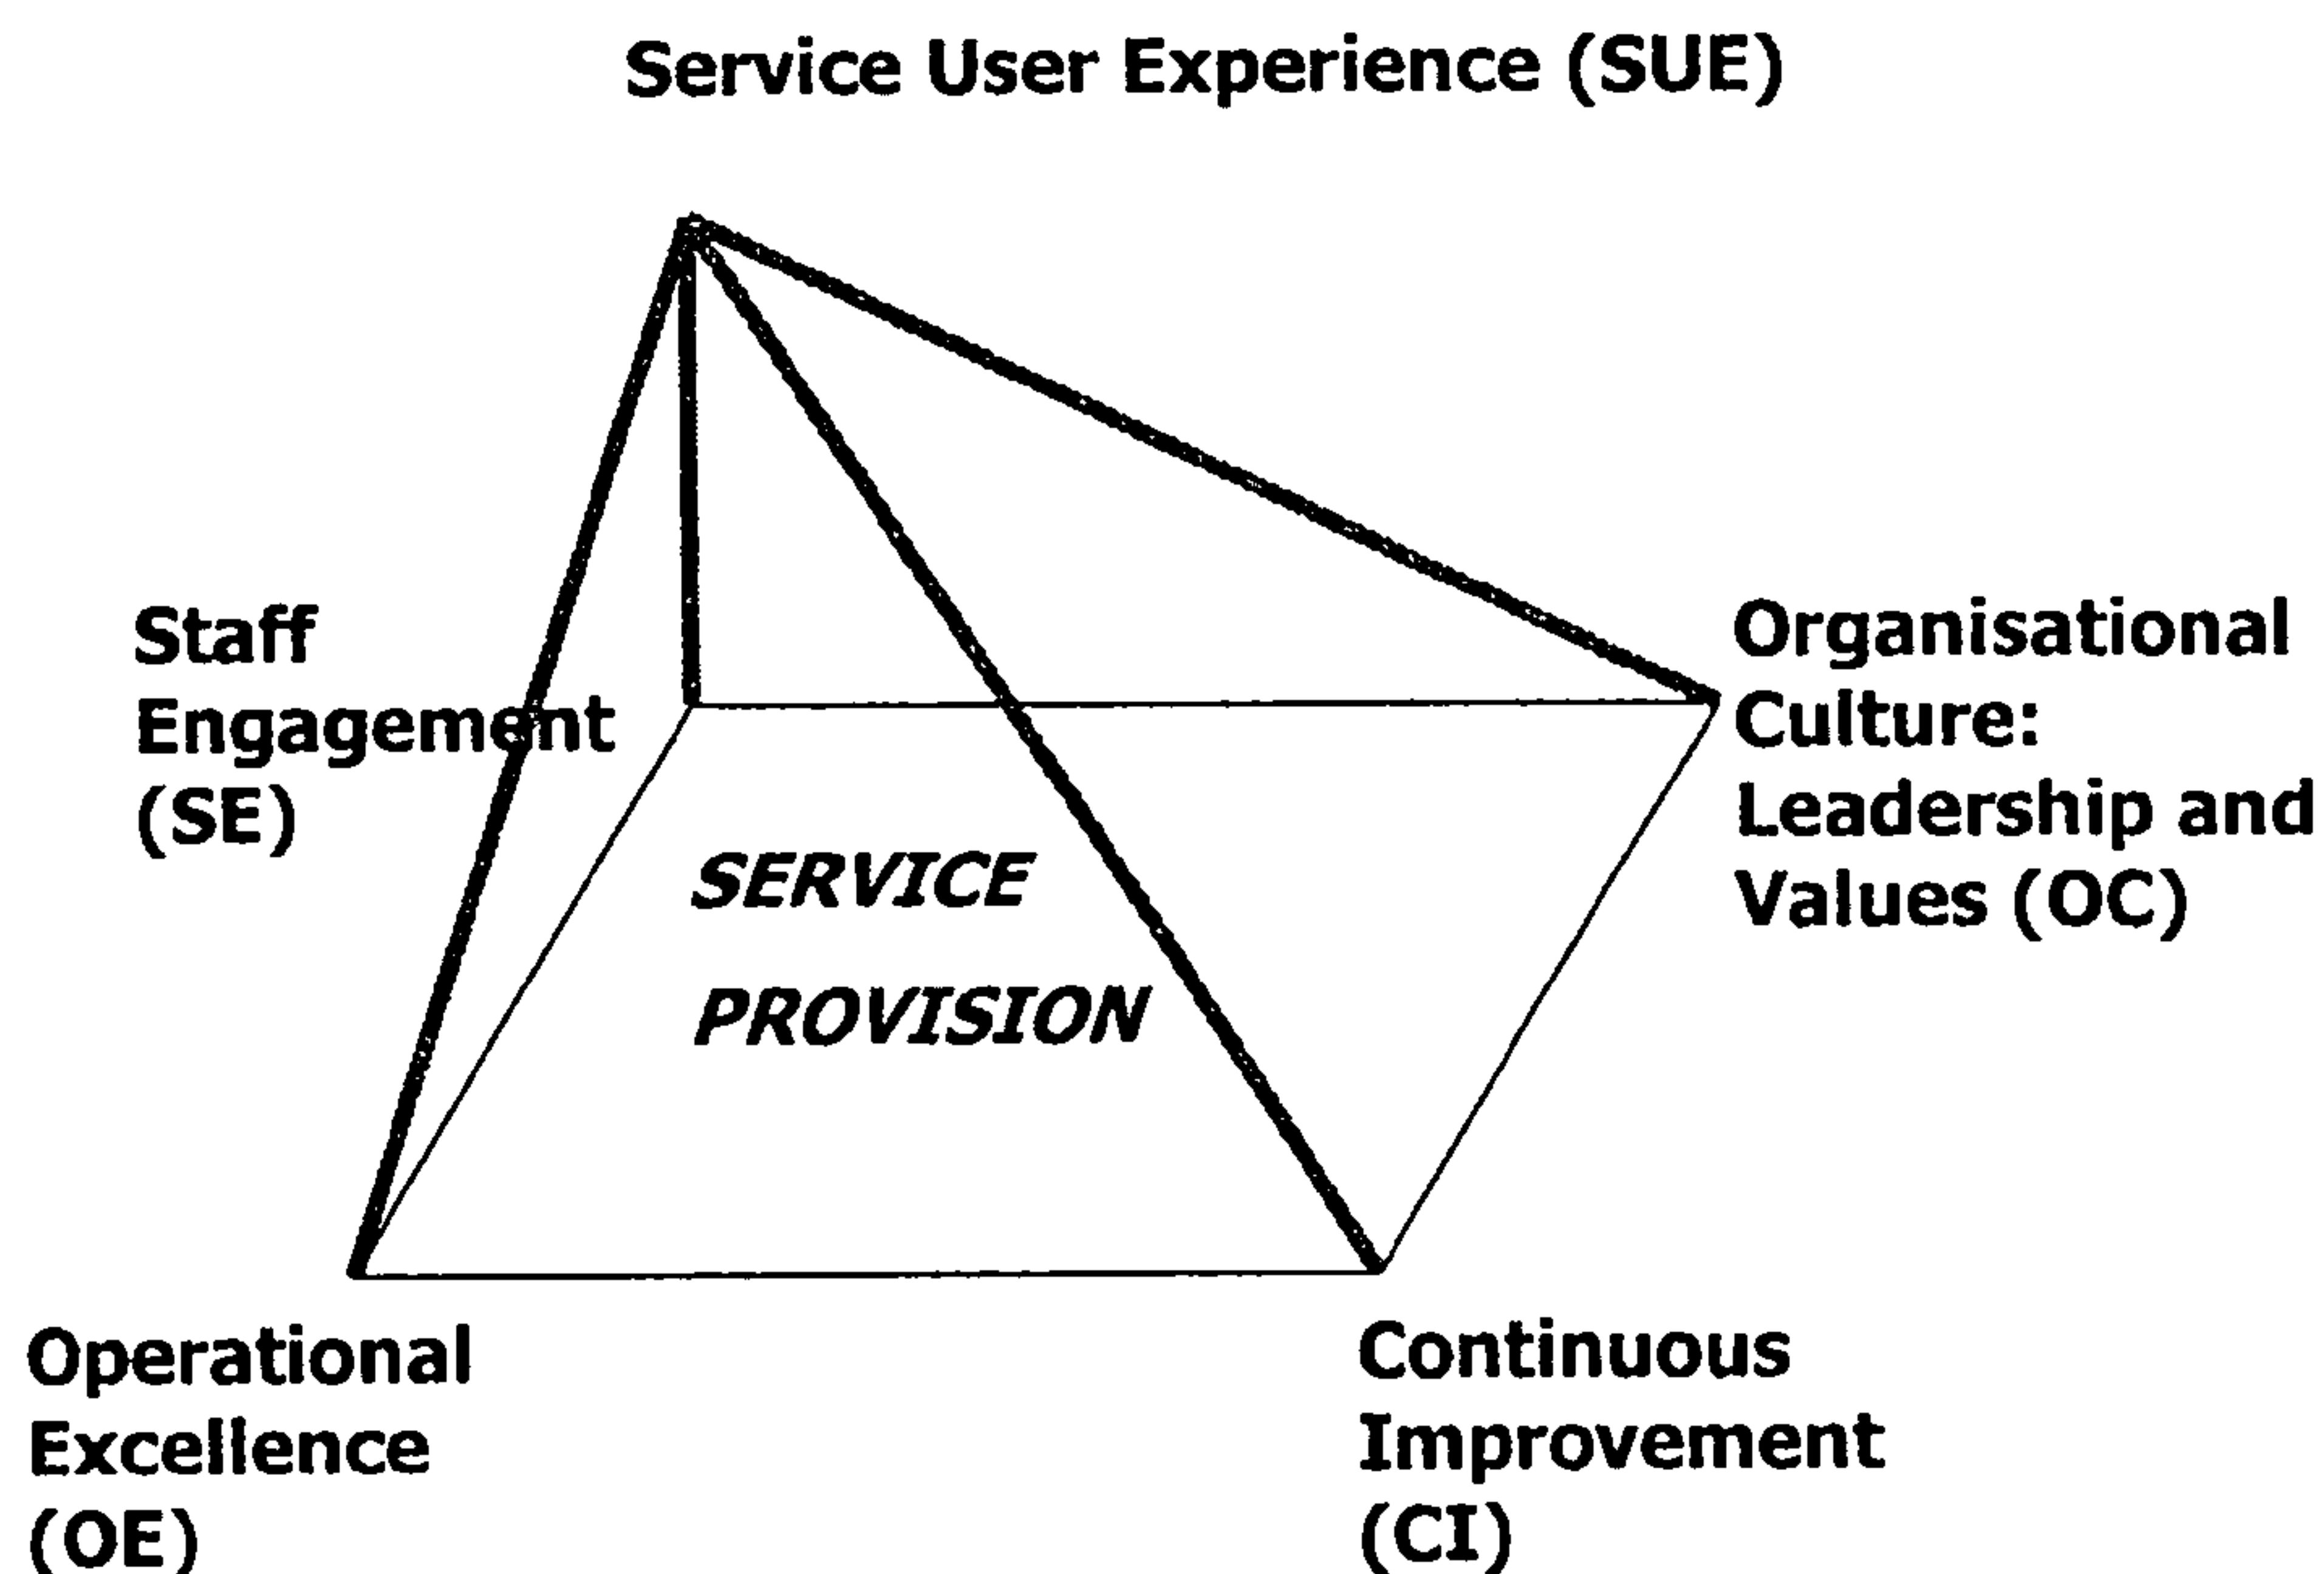 Service User Experience (SUE)
Staff
Engagement
(SE)
Organisational
Culture:
Leadership and
Values (OC)
SERVICE
PROVISION
Operational
Excellence
(OE)
Continuous
Improvement
(CI)